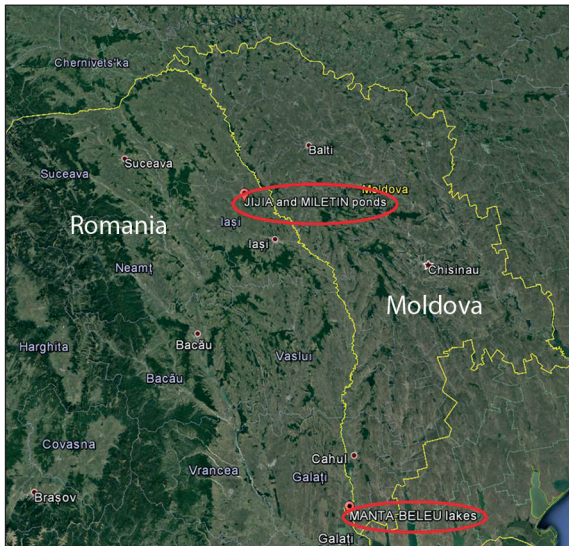 Chernivets'ka
Suceava
Balti
Suceava
Moldova
JIJIA and MILETIN ponds
Iași
Romania
Iași
Neamț
Chisinau
Moldova
Bacău
Harghita
Vaslui
Bacău
Covasna
Cahul
Vrancea
Galați
Brașov
MANTA-BELEU lakes
Galați